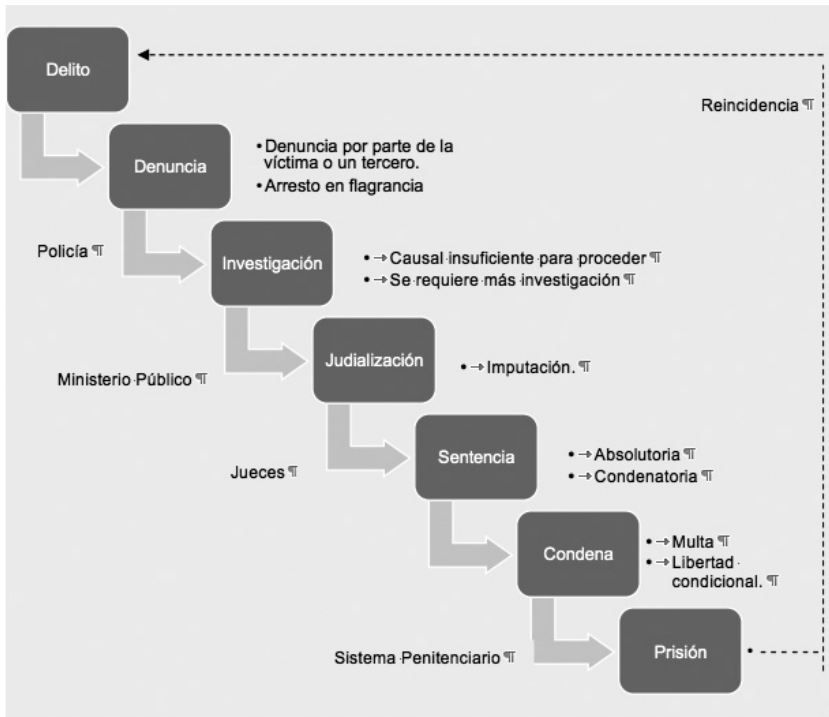 Delito
Reincidencia ¶
Denuncia
• Denuncia por parte de la
víctima o un tercero.
• Arresto en flagrancia
Policía ¶
Investigación
• → Causal·insuficiente·para·proceder ¶
• → Se·requiere·más·investigación ¶
Ministerio·Público ¶
Judialización
• → Imputación. ¶
Jueces ¶
Sentencia
• → Absolutoria ¶
• → Condenatoria ¶
Condena
• → Multa ¶
• → Libertad·
condicional. ¶
Sistema·Penitenciario ¶
Prisión
•